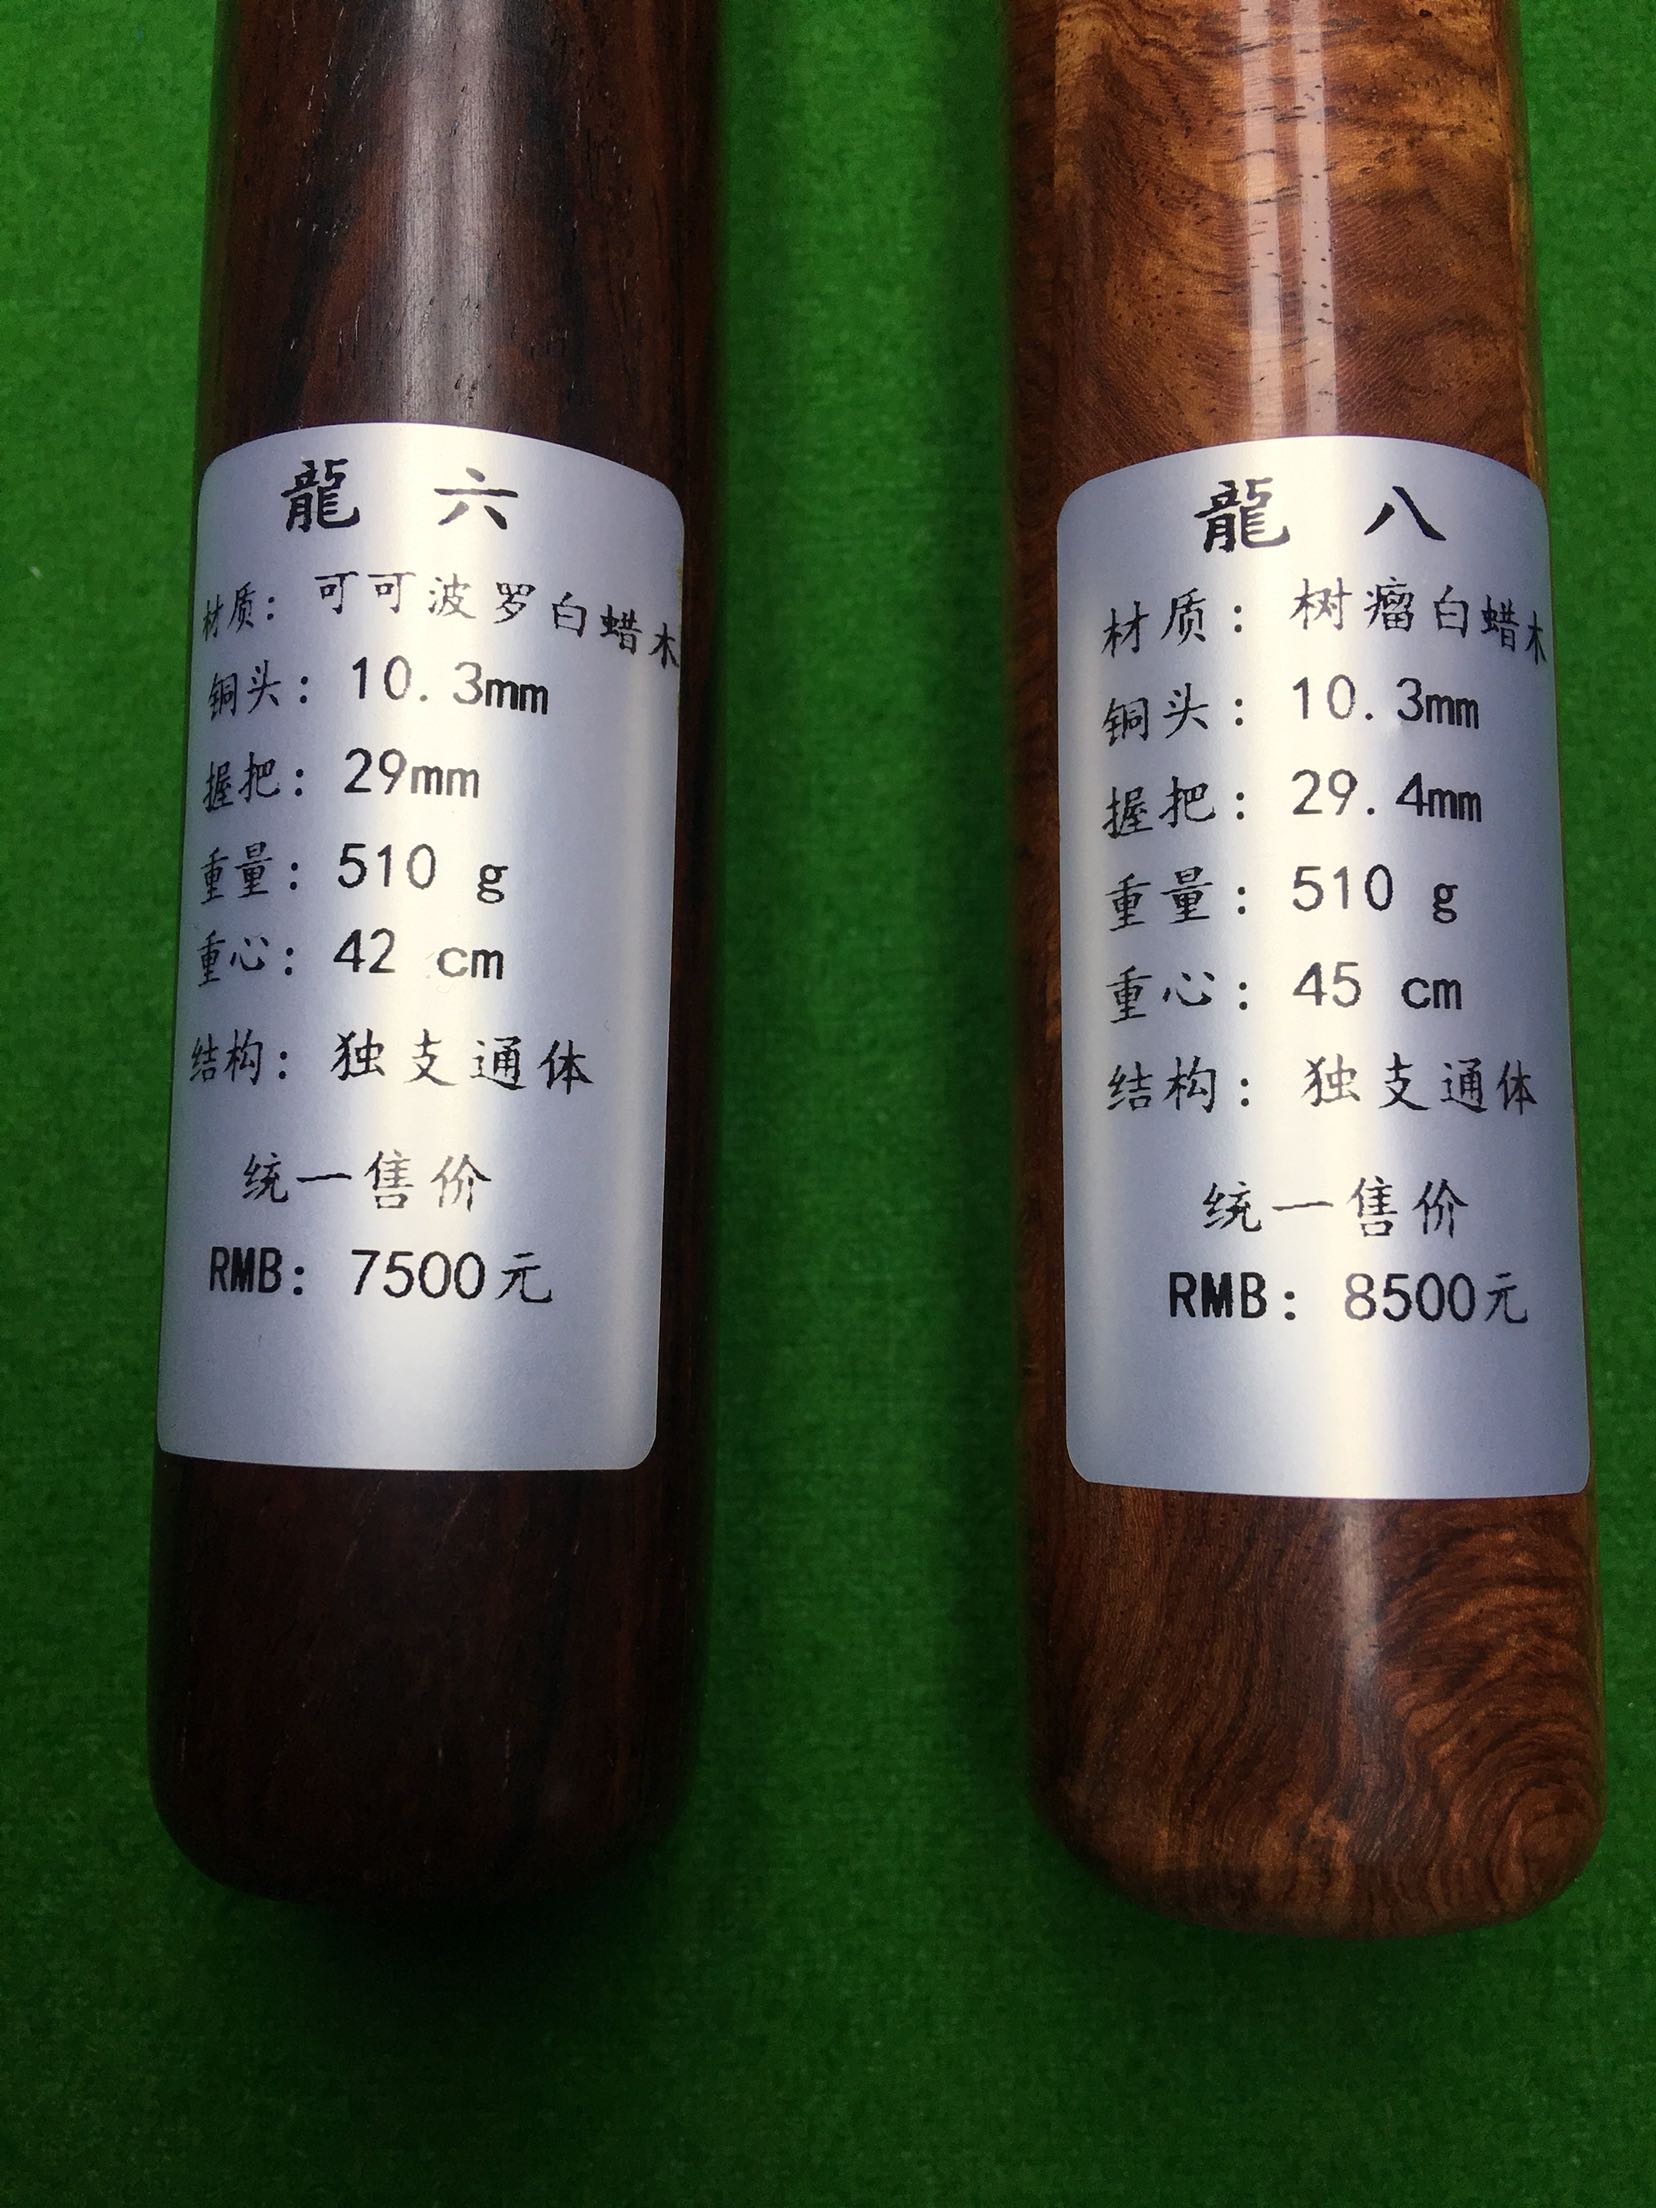 龍 六
材质：可可波罗白蜡木
铜头：10.3mm
握把：29mm
重量：510 g
重心：42 cm
结构：独支通体
统一售价
RMB：7500元
龍 八
材质：树瘤白蜡木
铜头：10.3mm
握把：29.4mm
重量：510 g
重心：45 cm
结构：独支通体
统一售价
RMB：8500元